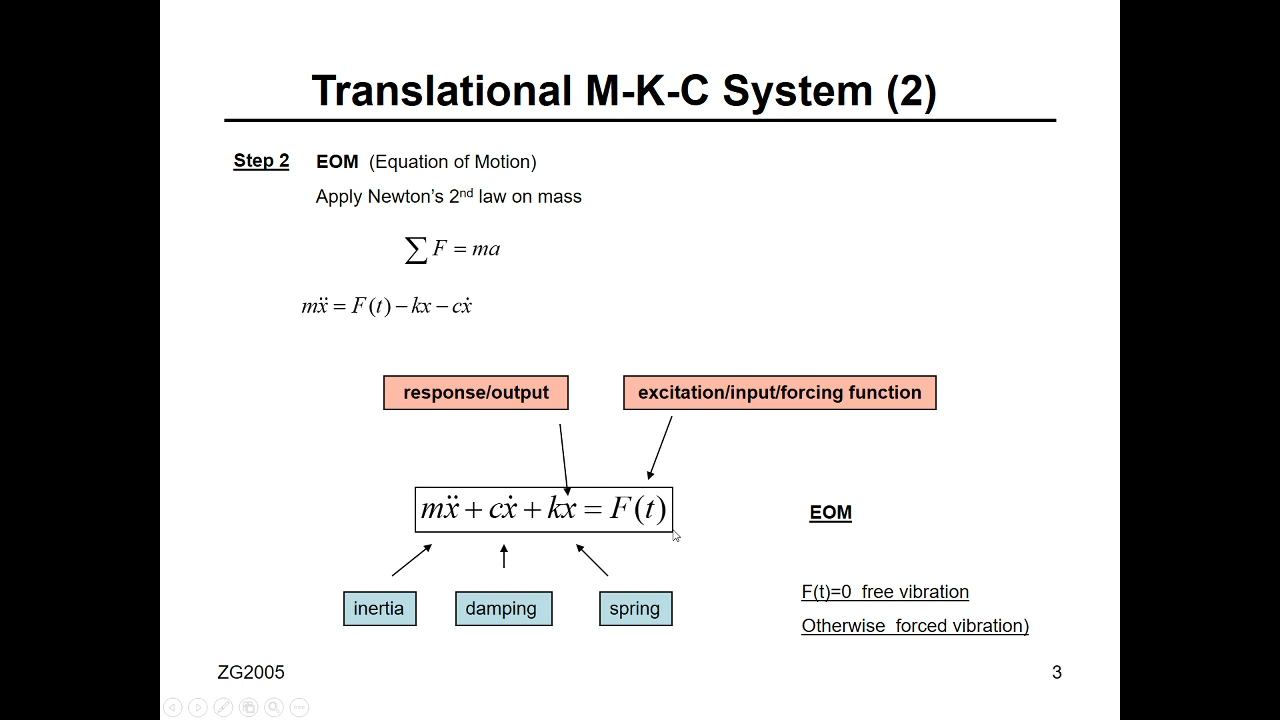 Translational M-K-C System (2)
Step 2 EOM (Equation of Motion)
Apply Newton's 2nd law on mass
∑ F = ma
mẍ = F(t) − kx − cẋ
response/output excitation/input/forcing function
mẍ + cẋ + kx = F(t)
EOM
inertia damping spring
F(t)=0 free vibration
Otherwise forced vibration)
ZG2005 3